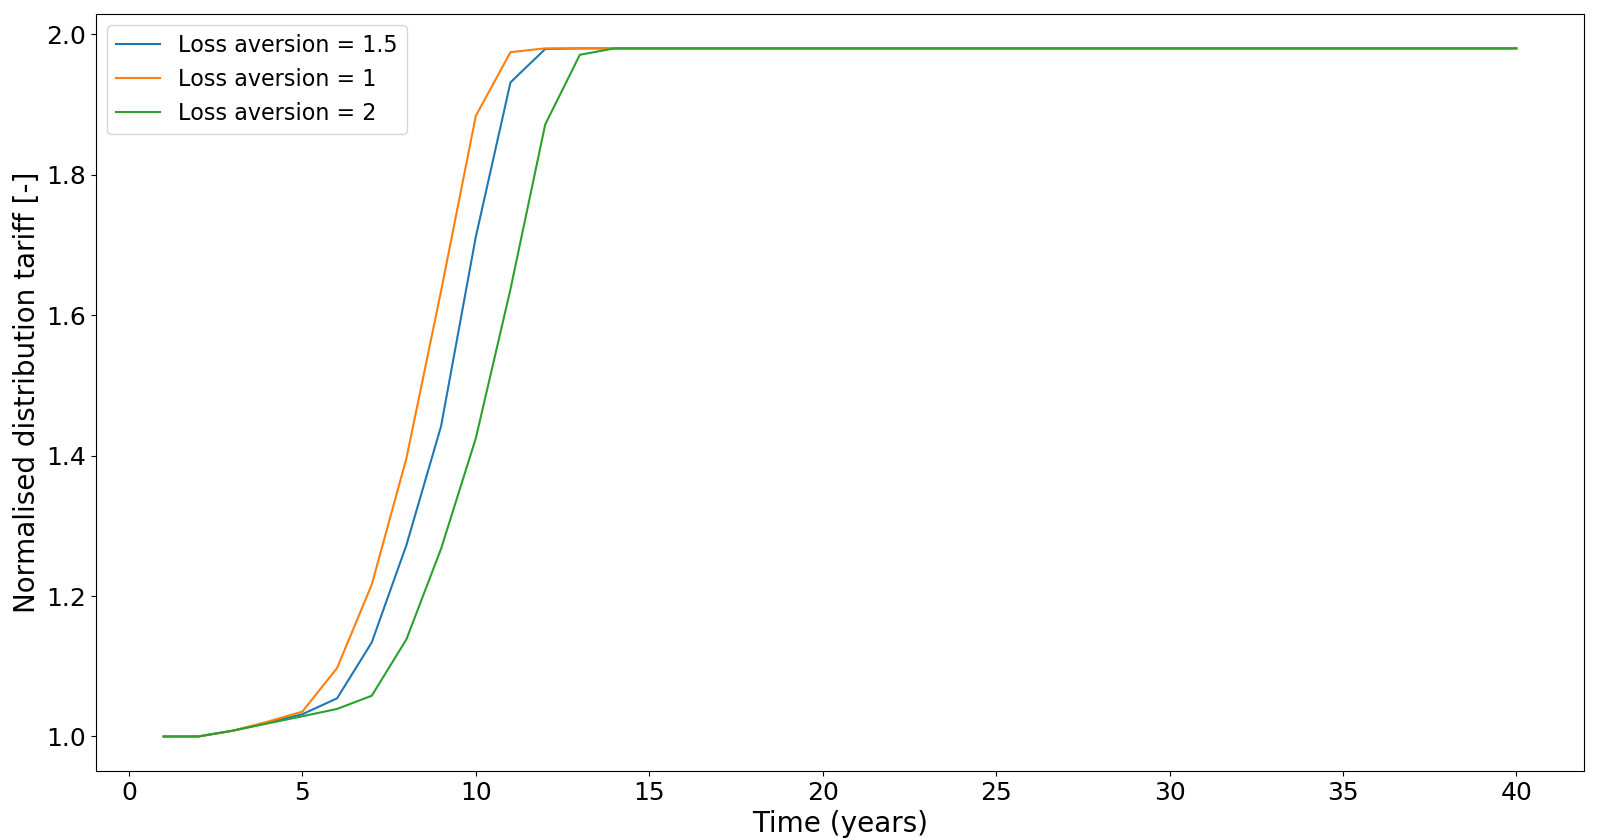 Loss aversion = 1.5
Loss aversion = 1
Loss aversion = 2
Normalised distribution tariff [-]
2.0
1.8
1.6
1.4
1.2
1.0
0 5 10 15 20 25 30 35 40
Time (years)